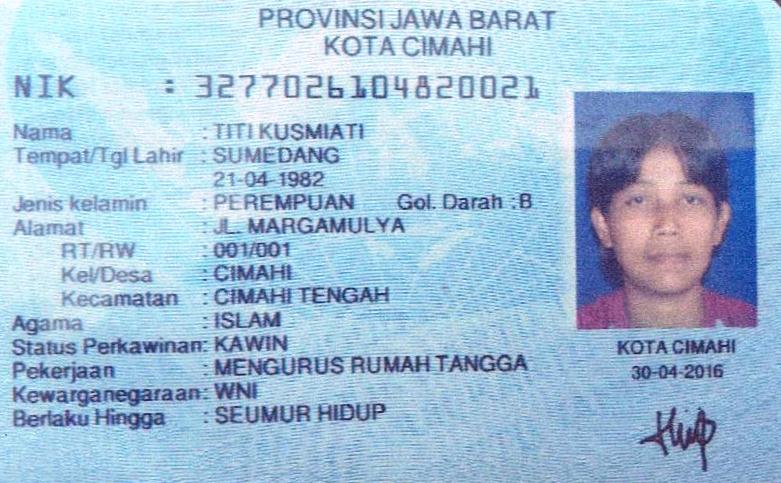 PROVINSI JAWA BARAT
KOTA CIMAHI
NIK : 3277026104820021
Nama : TITI KUSMIATI
Tempat/Tgl Lahir : SUMEDANG
21-04-1982
Jenis kelamin : PEREMPUAN Gol. Darah : B
Alamat : JL. MARGAMULYA
RT/RW : 001/001
Kel/Desa : CIMAHI
Kecamatan : CIMAHI TENGAH
Agama : ISLAM
Status Perkawinan: KAWIN
Pekerjaan : MENGURUS RUMAH TANGGA
Kewarganegaraan: WNI
Berlaku Hingga : SEUMUR HIDUP
KOTA CIMAHI
30-04-2016